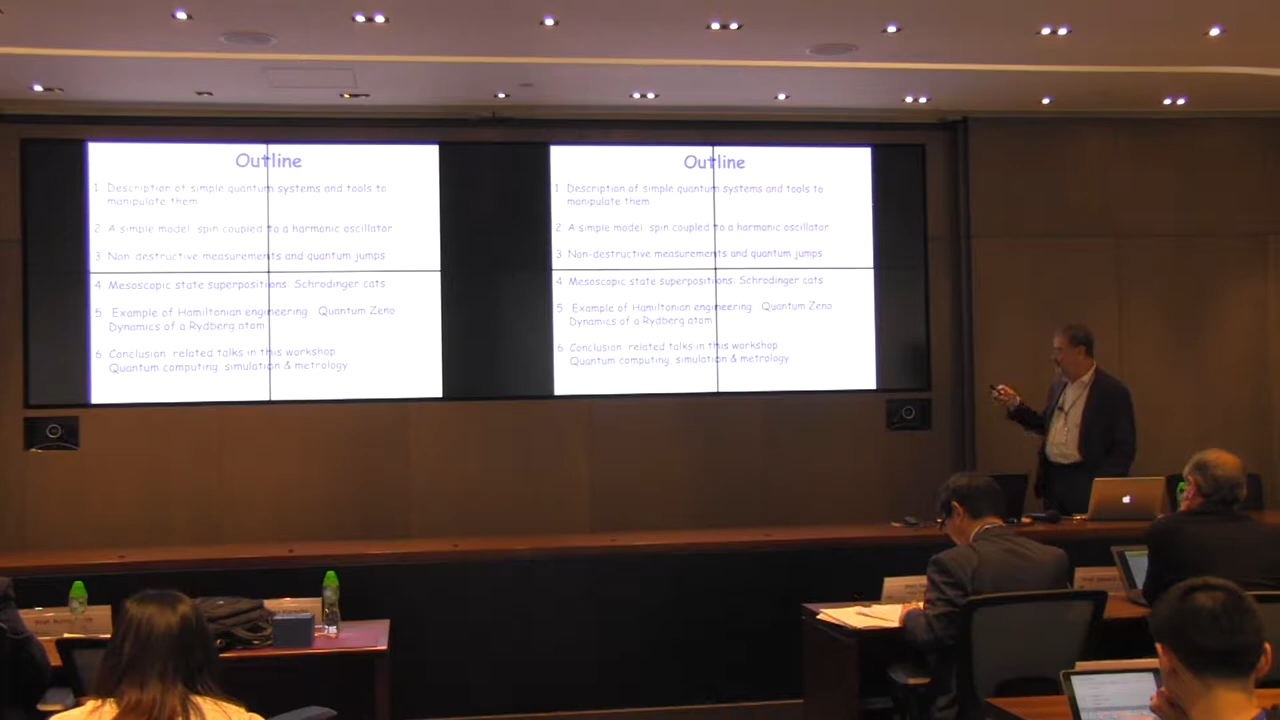 Outline
1 Description of simple quantum systems and tools to
manipulate them
2 A simple model spin coupled to a harmonic oscillator
3 Non-destructive measurements and quantum jumps
4 Mesoscopic state superpositions: Schrodinger cats
5 Example of Hamiltonian engineering Quantum Zeno
Dynamics of a Rydberg atom
6 Conclusion related talks in this workshop
Quantum computing, simulation & metrology
Outline
1 Description of simple quantum systems and tools to
manipulate them
2 A simple model spin coupled to a harmonic oscillator
3 Non-destructive measurements and quantum jumps
4 Mesoscopic state superpositions: Schrodinger cats
5 Example of Hamiltonian engineering Quantum Zeno
Dynamics of a Rydberg atom
6 Conclusion related talks in this workshop
Quantum computing, simulation & metrology